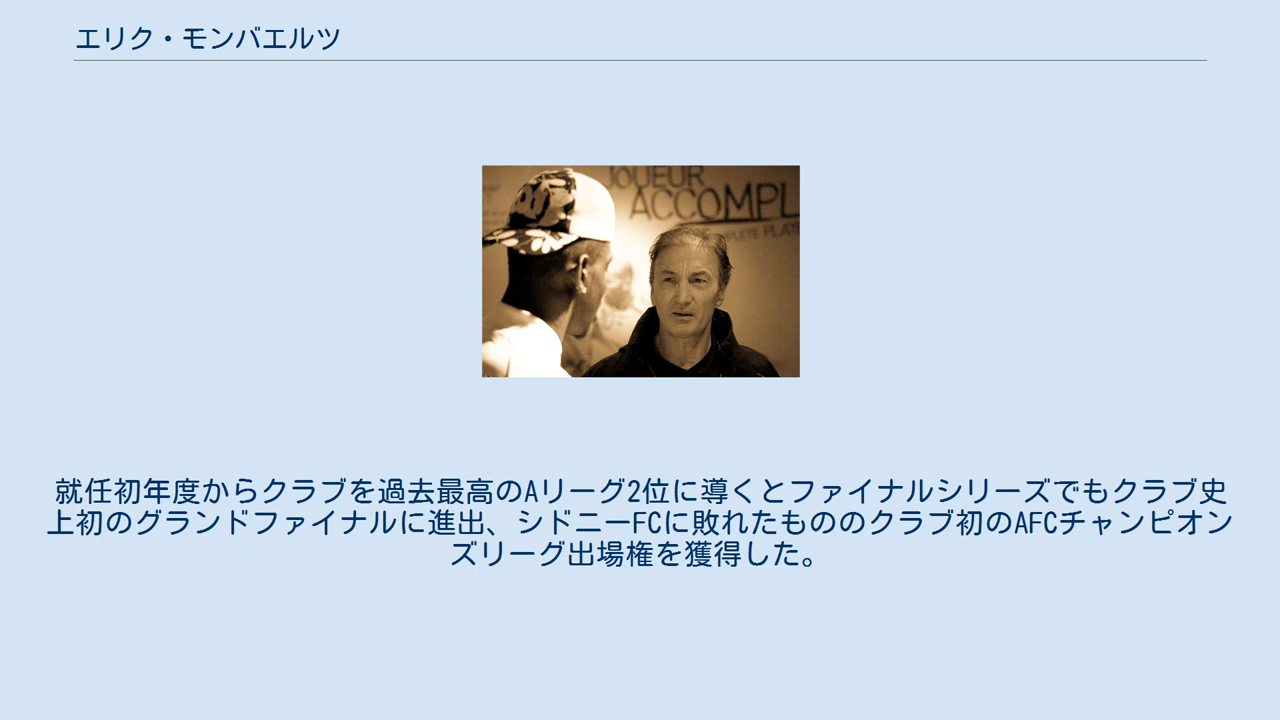 エリク・モンバエルツ
JOUEUR
ACCOMPL
PLETE PLAY
就任初年度からクラブを過去最高のAリーグ2位に導くとファイナルシリーズでもクラブ史
上初のグランドファイナルに進出、シドニーFCに敗れたもののクラブ初のAFCチャンピオン
ズリーグ出場権を獲得した。